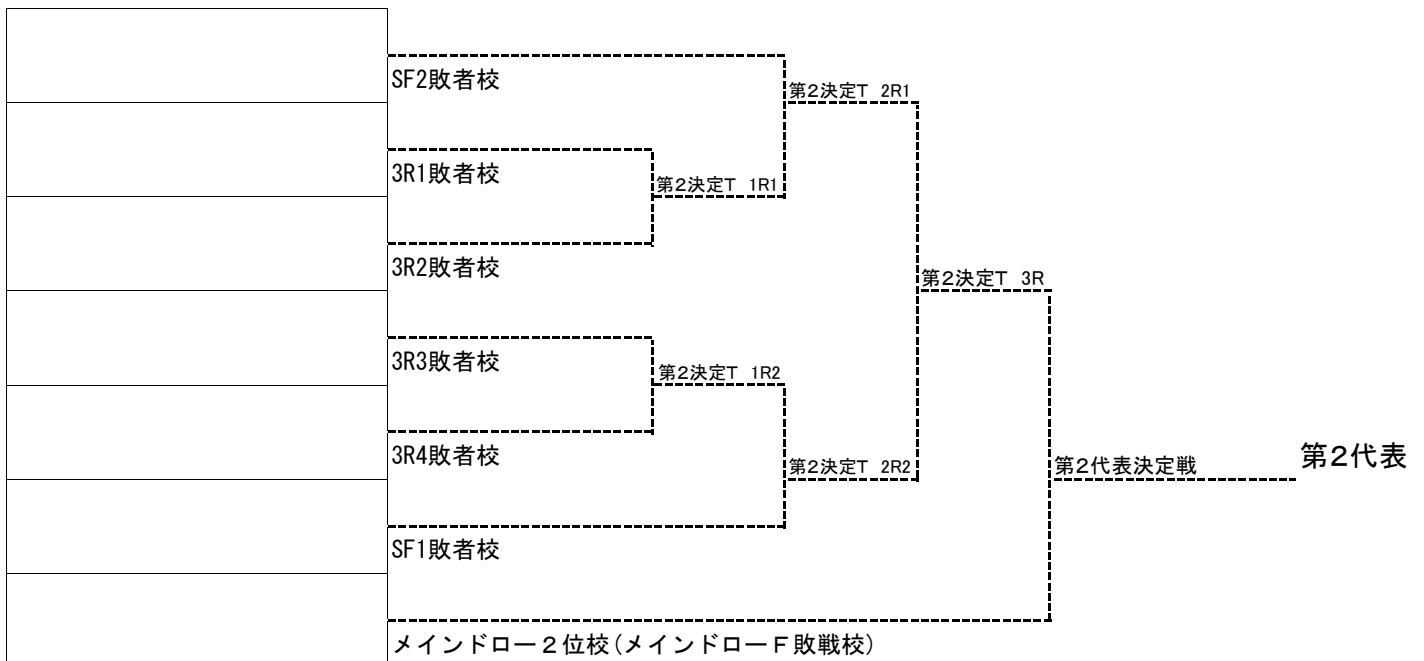 SF2敗者校
第2決定T 2R1
3R1敗者校
第2決定T 1R1
3R2敗者校
第2決定T 3R
3R3敗者校
第2決定T 1R2
3R4敗者校
第2決定T 2R2
第2代表決定戦
第2代表
SF1敗者校
メインドロー２位校(メインドローＦ敗戦校)